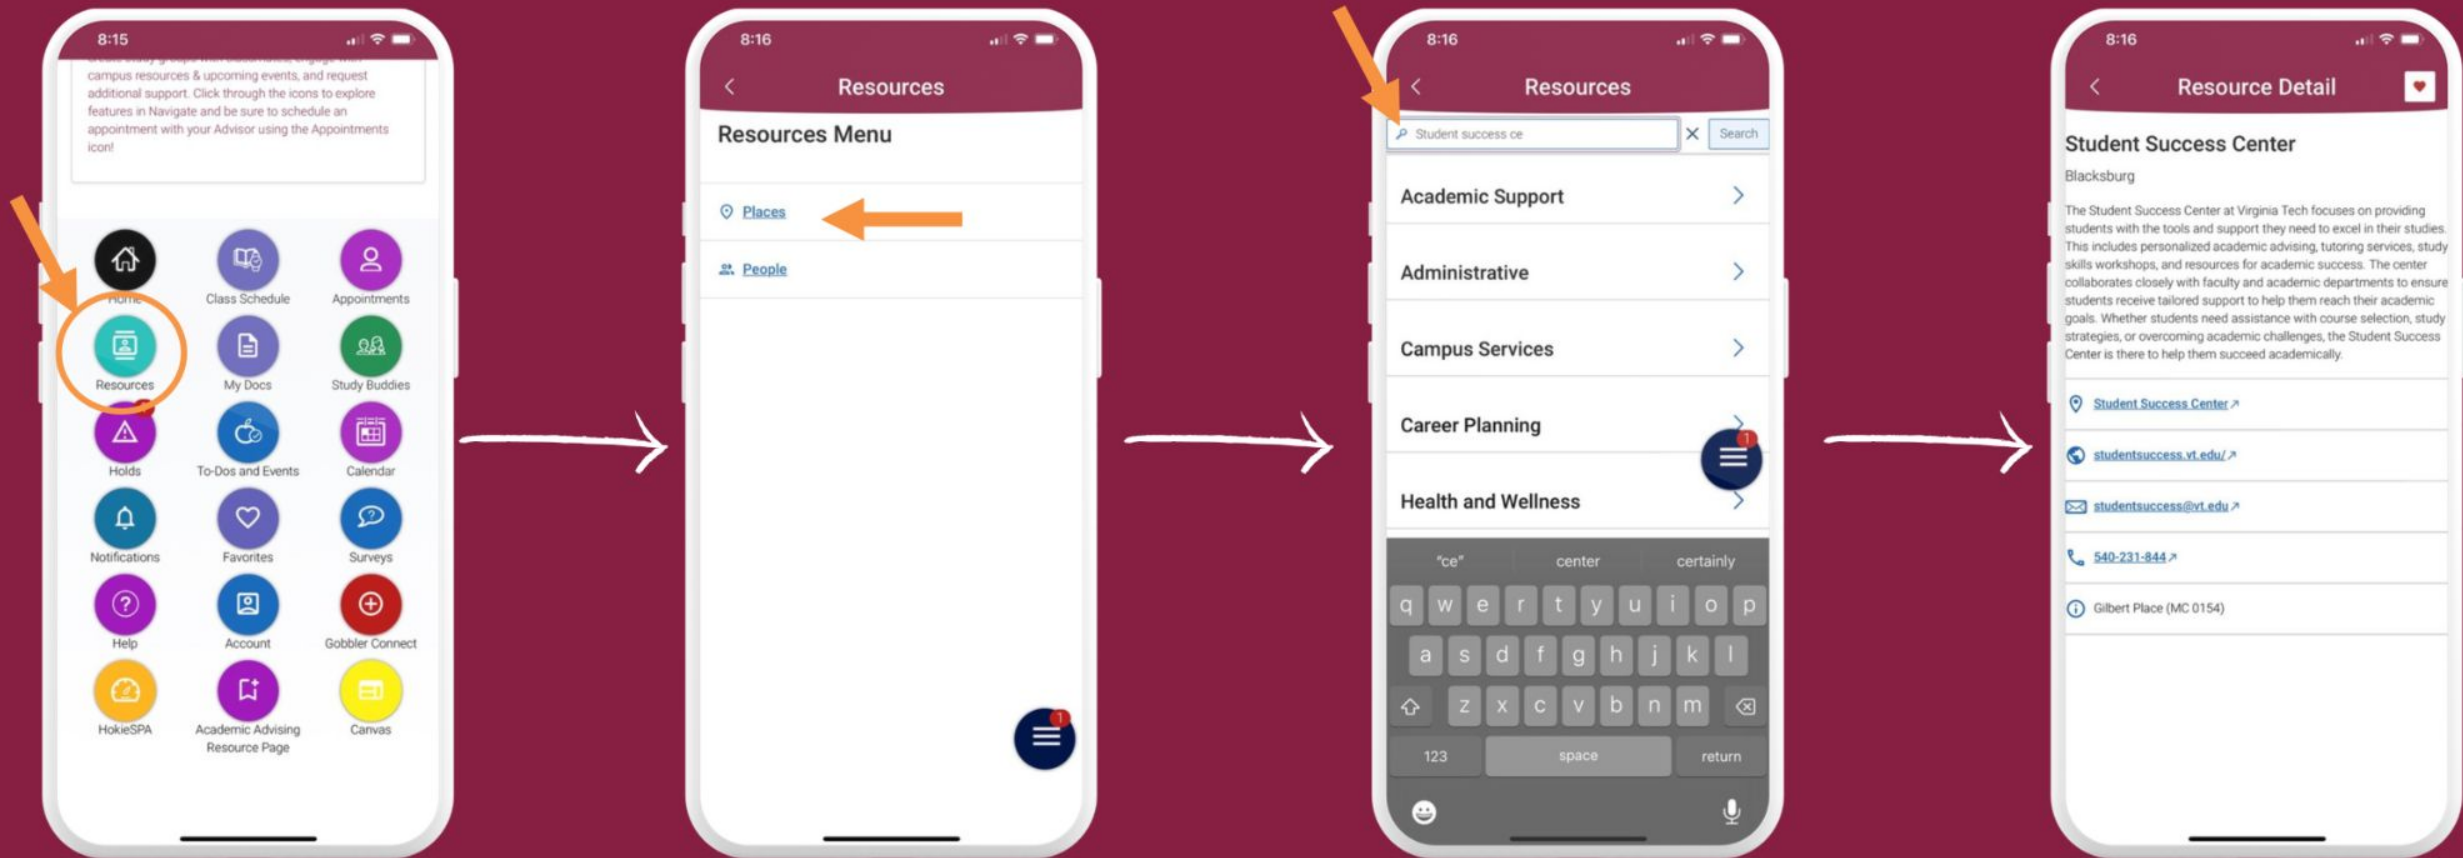 8:15
campus resources & upcoming events, and request
additional support. Click through the icons to explore
features in Navigate and be sure to schedule an
appointment with your Advisor using the Appointments
icon!
Home
Class Schedule
Appointments
Resources
My Docs
Study Buddies
Holds
To-Dos and Events
Calendar
Notifications
Favorites
Surveys
Help
Account
Gobbler Connect
HokieSPA
Academic Advising
Resource Page
Canvas
8:16
Resources
Resources Menu
Places
People
1
8:16
Resources
Student success ce
Search
Academic Support
Administrative
Campus Services
Career Planning
1
Health and Wellness
"ce"
center
certainly
q w e r t y u i o p
a s d f g h j k l
z x c v b n m
123
space
return
8:16
Resource Detail
Student Success Center
Blacksburg
The Student Success Center at Virginia Tech focuses on providing
students with the tools and support they need to excel in their studies.
This includes personalized academic advising, tutoring services, study
skills workshops, and resources for academic success. The center
collaborates closely with faculty and academic departments to ensure
students receive tailored support to help them reach their academic
goals. Whether students need assistance with course selection, study
strategies, or overcoming academic challenges, the Student Success
Center is there to help them succeed academically.
Student Success Center
studentsuccess.vt.edu/
studentsuccess@vt.edu
540-231-844
Gilbert Place (MC 0154)